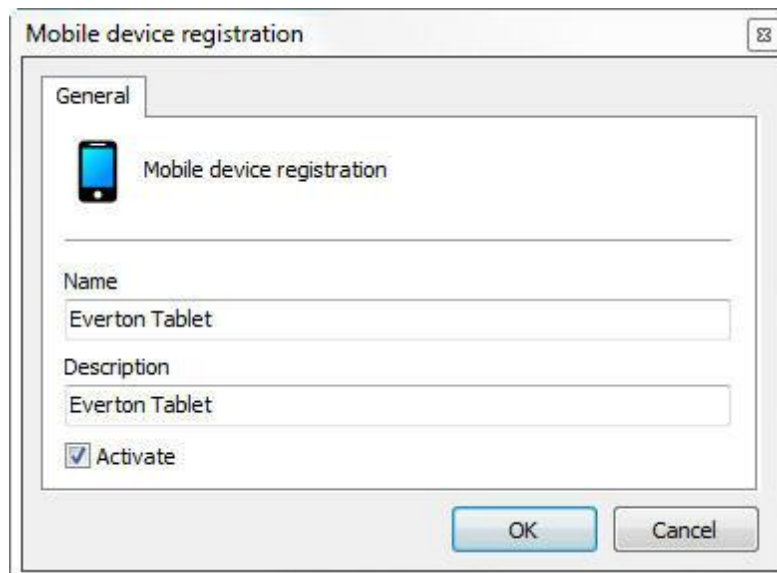 Mobile device registration
General
Mobile device registration
Name
Everton Tablet
Description
Everton Tablet
Activate
OK Cancel